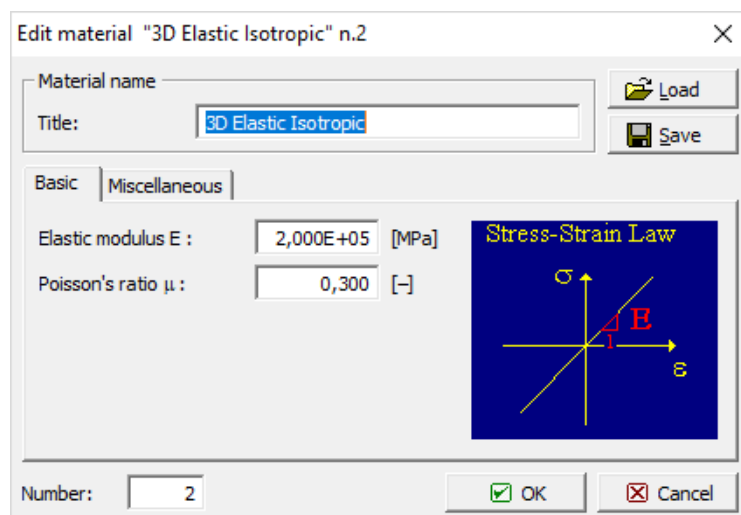 Edit material "3D Elastic Isotropic" n.2
Material name
Load
Title: 3D Elastic Isotropic
Save
Basic Miscellaneous
Elastic modulus E : 2,000E+05 [MPa]
Stress-Strain Law
Poisson's ratio μ : 0,300 [–]
σ
E
1
ε
Number: 2 OK Cancel